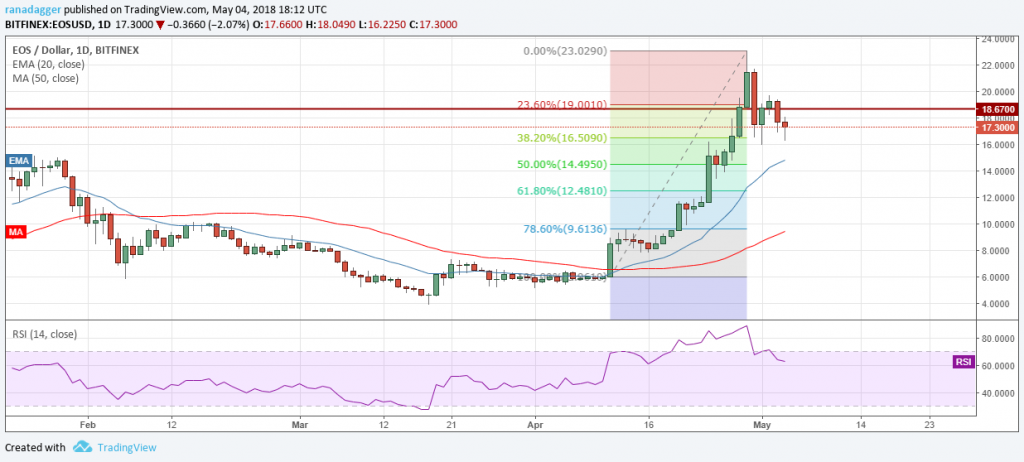 ranadagger published on TradingView.com, May 04, 2018 18:12 UTC
BITFINEX:EOSUSD, 1D 17.3000 ▼ −0.3660 (−2.07%) O:17.6600 H:18.0490 L:16.2250 C:17.3000
EOS / Dollar, 1D, BITFINEX
EMA (20, close)
MA (50, close)
0.00%(23.0290)
23.60%(19.0010)
38.20%(16.5090)
50.00%(14.4950)
61.80%(12.4810)
78.60%(9.6136)
EMA
MA
24.0000
22.0000
20.0000
18.6700
18.0000
17.3000
16.0000
14.0000
12.0000
10.0000
8.0000
6.0000
4.0000
RSI (14, close)
80.0000
RSI
60.0000
40.0000
Feb 12 Mar 12 21 Apr 16 May 14 23
Created with TradingView